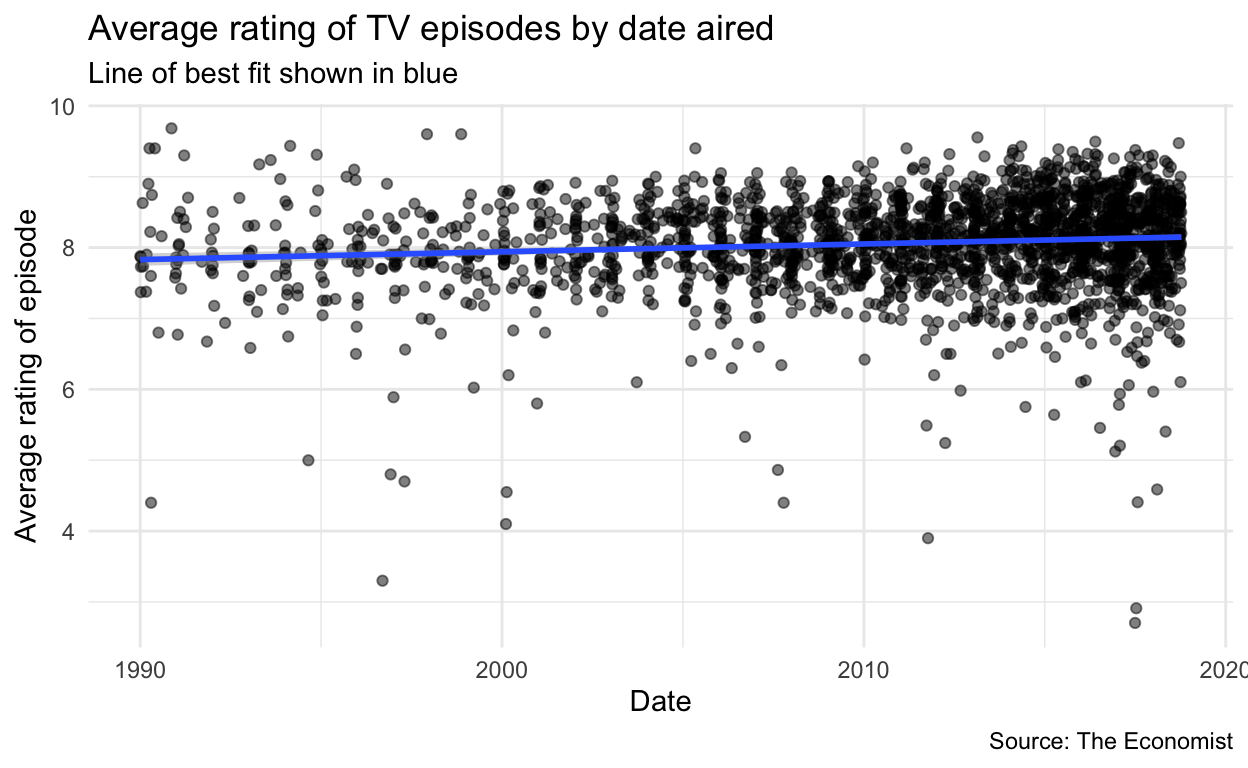 Average rating of TV episodes by date aired
Line of best fit shown in blue
Average rating of episode
10
8
6
4
1990 2000 2010 2020
Date
Source: The Economist